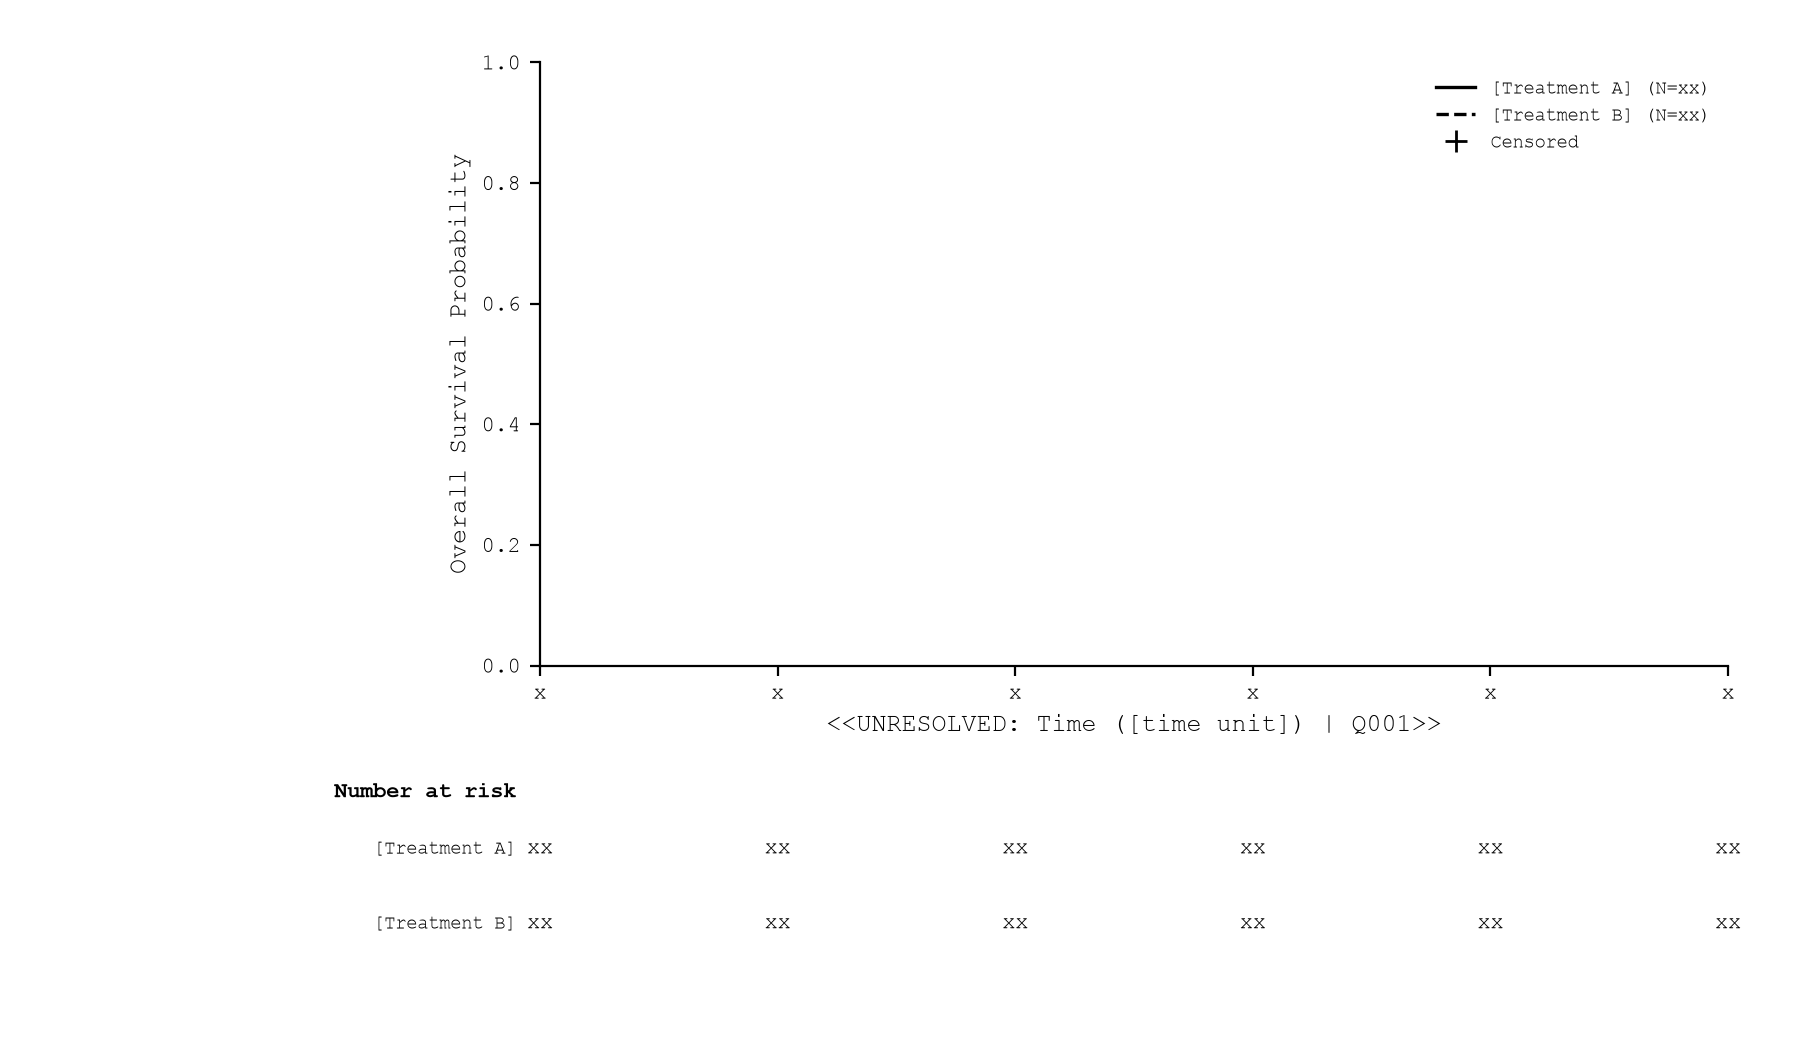 1.0
[Treatment A] (N=xx)
[Treatment B] (N=xx)
Censored
0.8
0.6
0.4
0.2
0.0
Overall Survival Probability
x x x x x x
<<UNRESOLVED: Time ([time unit]) | Q001>>
Number at risk
[Treatment A] xx xx xx xx xx xx
[Treatment B] xx xx xx xx xx xx